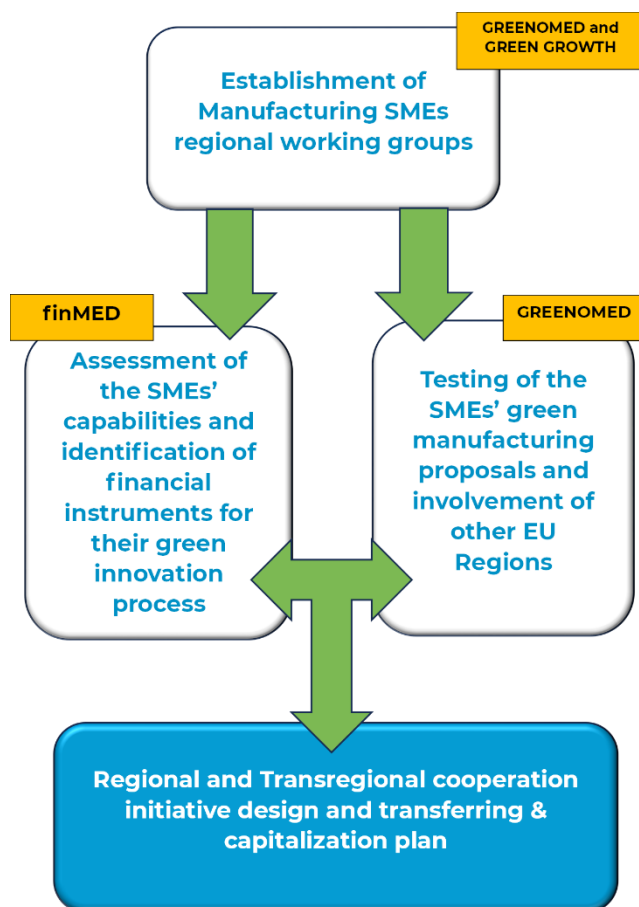 GREENOMED and
GREEN GROWTH
Establishment of
Manufacturing SMEs
regional working groups
finMED
Assessment of
the SMEs’
capabilities and
identification of
financial
instruments for
their green
innovation
process
GREENOMED
Testing of the
SMEs’ green
manufacturing
proposals and
involvement of
other EU
Regions
Regional and Transregional cooperation
initiative design and transferring &
capitalization plan